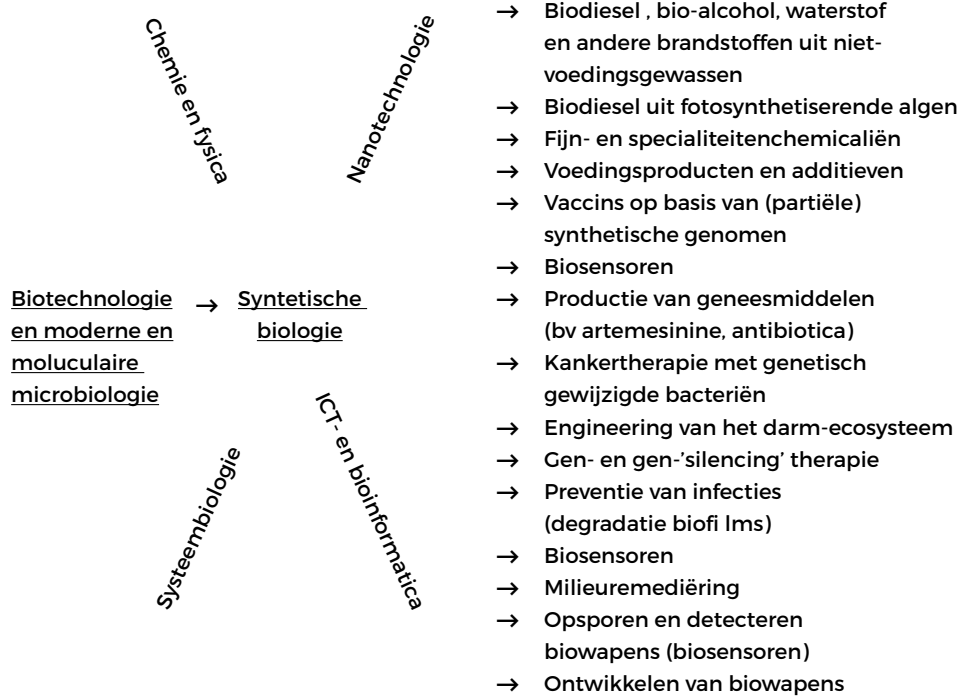 Chemie en fysica
Nanotechnologie
Biotechnologie
en moderne en
moluculaire
microbiologie
→ Syntetische
biologie
Systeembiologie
ICT- en bioinformatica
→ Biodiesel , bio-alcohol, waterstof
en andere brandstoffen uit niet-
voedingsgewassen
→ Biodiesel uit fotosynthetiserende algen
→ Fijn- en specialiteitenchemicaliën
→ Voedingsproducten en additieven
→ Vaccins op basis van (partiële)
synthetische genomen
→ Biosensoren
→ Productie van geneesmiddelen
(bv artemesinine, antibiotica)
→ Kankertherapie met genetisch
gewijzigde bacteriën
→ Engineering van het darm-ecosysteem
→ Gen- en gen-’silencing’ therapie
→ Preventie van infecties
(degradatie biofi lms)
→ Biosensoren
→ Milieuremediëring
→ Opsporen en detecteren
biowapens (biosensoren)
→ Ontwikkelen van biowapens